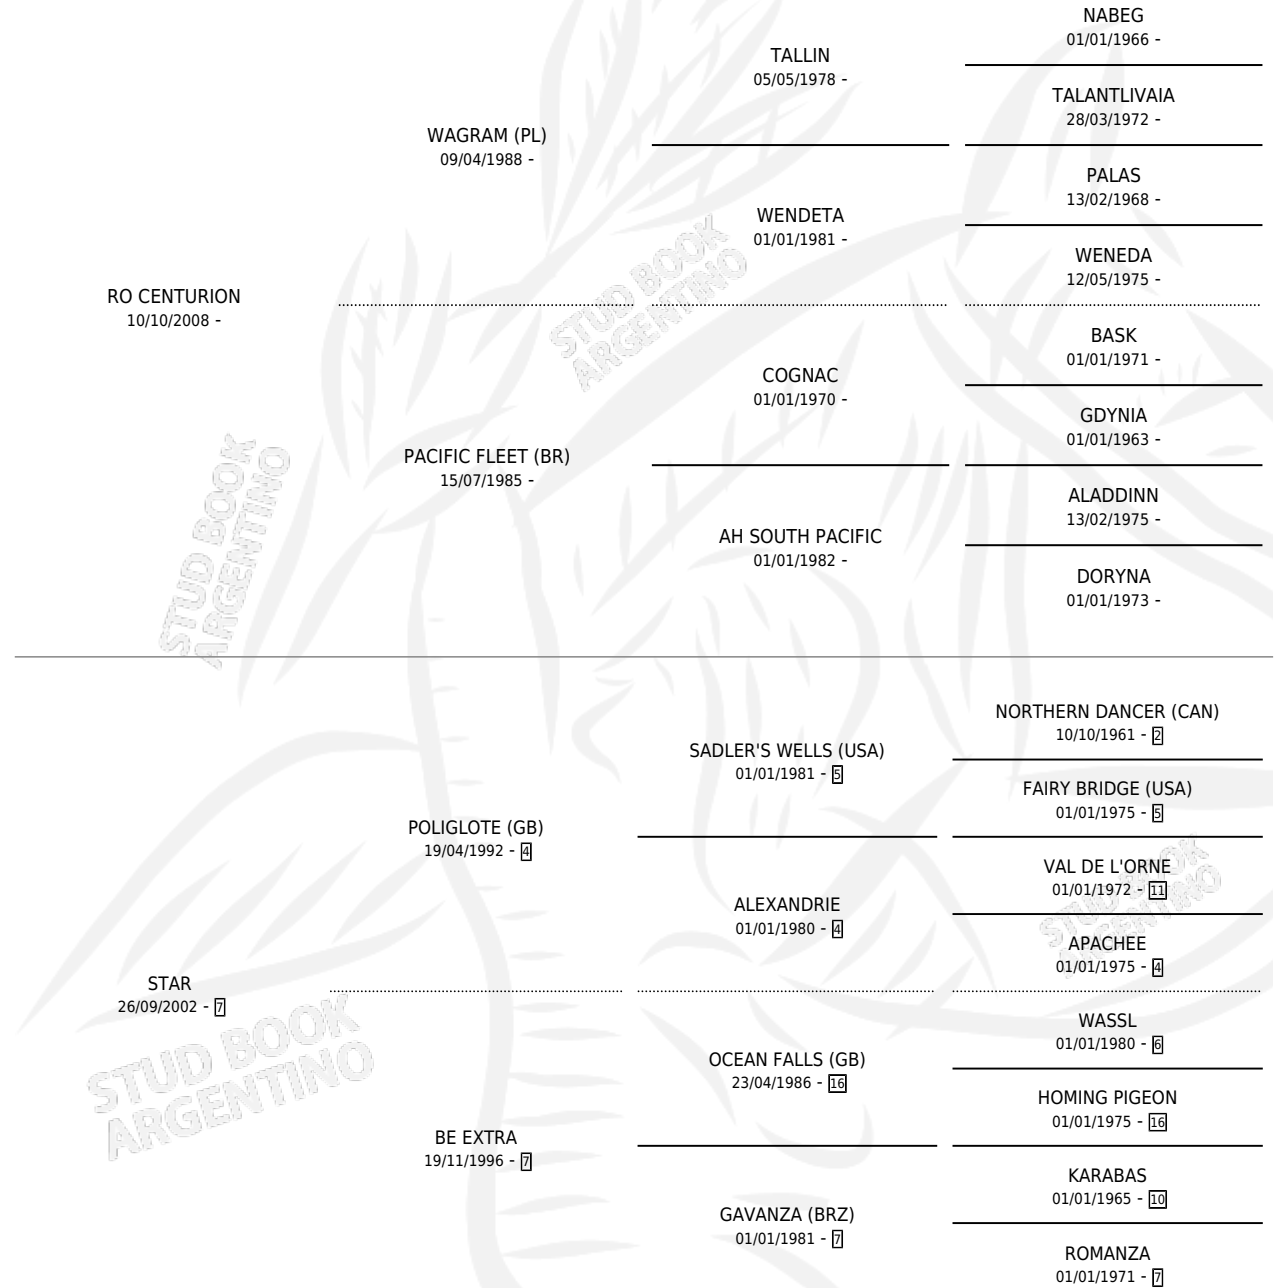 NABEG
01/01/1966 -
TALLIN
05/05/1978 -
TALANTLIVAIA
28/03/1972 -
WAGRAM (PL)
09/04/1988 -
PALAS
13/02/1968 -
WENDETA
01/01/1981 -
WENEDA
12/05/1975 -
RO CENTURION
10/10/2008 -
BASK
01/01/1971 -
COGNAC
01/01/1970 -
GDYNIA
01/01/1963 -
PACIFIC FLEET (BR)
15/07/1985 -
ALADDINN
13/02/1975 -
AH SOUTH PACIFIC
01/01/1982 -
DORYNA
01/01/1973 -
STUD BOOK
ARGENTINO
STUD BOOK
ARGENTINO
NORTHERN DANCER (CAN)
10/10/1961 - 2
SADLER'S WELLS (USA)
01/01/1981 - 5
FAIRY BRIDGE (USA)
01/01/1975 - 5
POLIGLOTE (GB)
19/04/1992 - 4
VAL DE L'ORNE
01/01/1972 - 11
ALEXANDRIE
01/01/1980 - 4
APACHEE
01/01/1975 - 4
STAR
26/09/2002 - 7
WASSL
01/01/1980 - 6
OCEAN FALLS (GB)
23/04/1986 - 16
HOMING PIGEON
01/01/1975 - 16
BE EXTRA
19/11/1996 - 7
KARABAS
01/01/1965 - 10
GAVANZA (BRZ)
01/01/1981 - 7
ROMANZA
01/01/1971 - 7
STUD BOOK
ARGENTINO
STUD BOOK
ARGENTINO